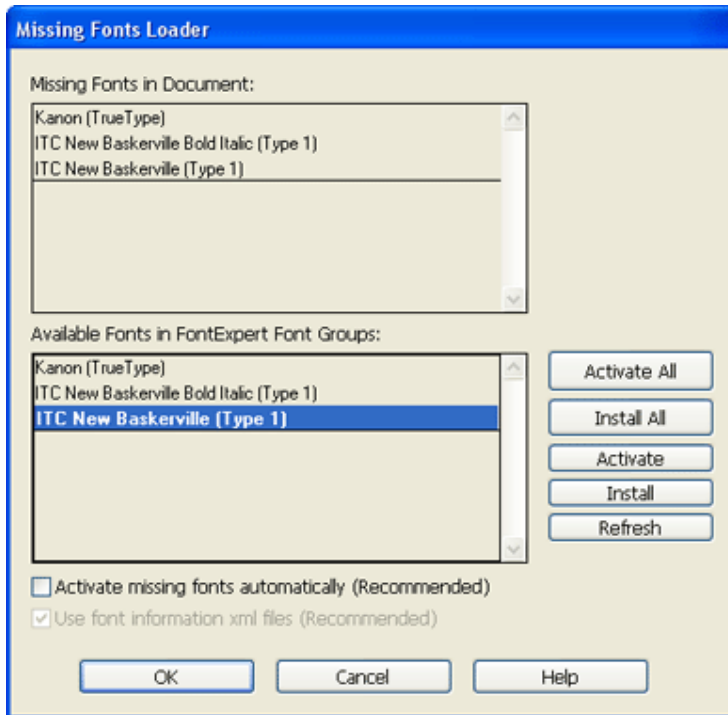 Missing Fonts Loader
Missing Fonts in Document:
Kanon (TrueType)
ITC New Baskerville Bold Italic (Type 1)
ITC New Baskerville (Type 1)
Available Fonts in FontExpert Font Groups:
Kanon (TrueType)
ITC New Baskerville Bold Italic (Type 1)
ITC New Baskerville (Type 1)
Activate All
Install All
Activate
Install
Refresh
Activate missing fonts automatically (Recommended)
Use font information xml files (Recommended)
OK
Cancel
Help